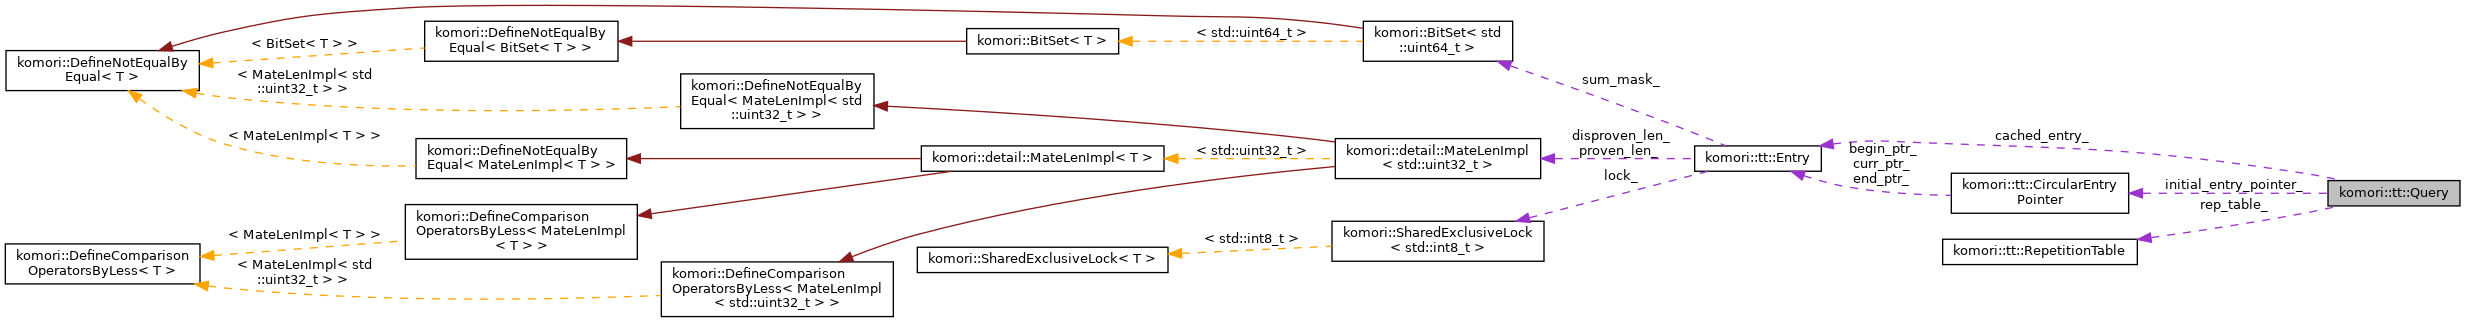 komori::DefineNotEqualBy
Equal< T >
< BitSet< T > >
komori::DefineNotEqualBy
Equal< BitSet< T > >
komori::BitSet< T >
< std::uint64_t >
komori::BitSet< std
::uint64_t >
< MateLenImpl< std
::uint32_t > >
komori::DefineNotEqualBy
Equal< MateLenImpl< std
::uint32_t > >
sum_mask_
< MateLenImpl< T > >
komori::DefineNotEqualBy
Equal< MateLenImpl< T > >
komori::detail::MateLenImpl< T >
< std::uint32_t >
komori::detail::MateLenImpl
< std::uint32_t >
disproven_len_
proven_len_
lock_
komori::tt::Entry
cached_entry_
begin_ptr_
curr_ptr_
end_ptr_
komori::tt::CircularEntry
Pointer
initial_entry_pointer_
rep_table_
komori::tt::Query
komori::tt::RepetitionTable
komori::DefineComparison
OperatorsByLess< T >
< MateLenImpl< T > >
komori::DefineComparison
OperatorsByLess< MateLenImpl
< T > >
< MateLenImpl< std
::uint32_t > >
komori::DefineComparison
OperatorsByLess< MateLenImpl
< std::uint32_t > >
komori::SharedExclusiveLock< T >
< std::int8_t >
komori::SharedExclusiveLock
< std::int8_t >